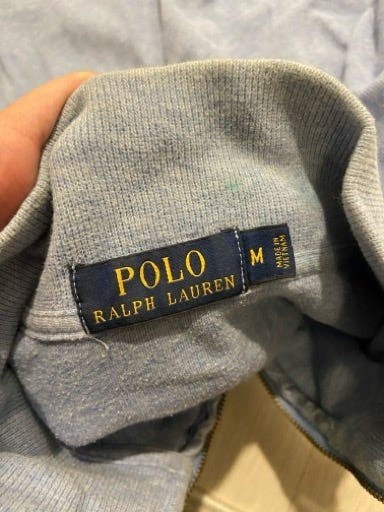 POLO
RALPH LAUREN
M
MADE IN
VIETNAM